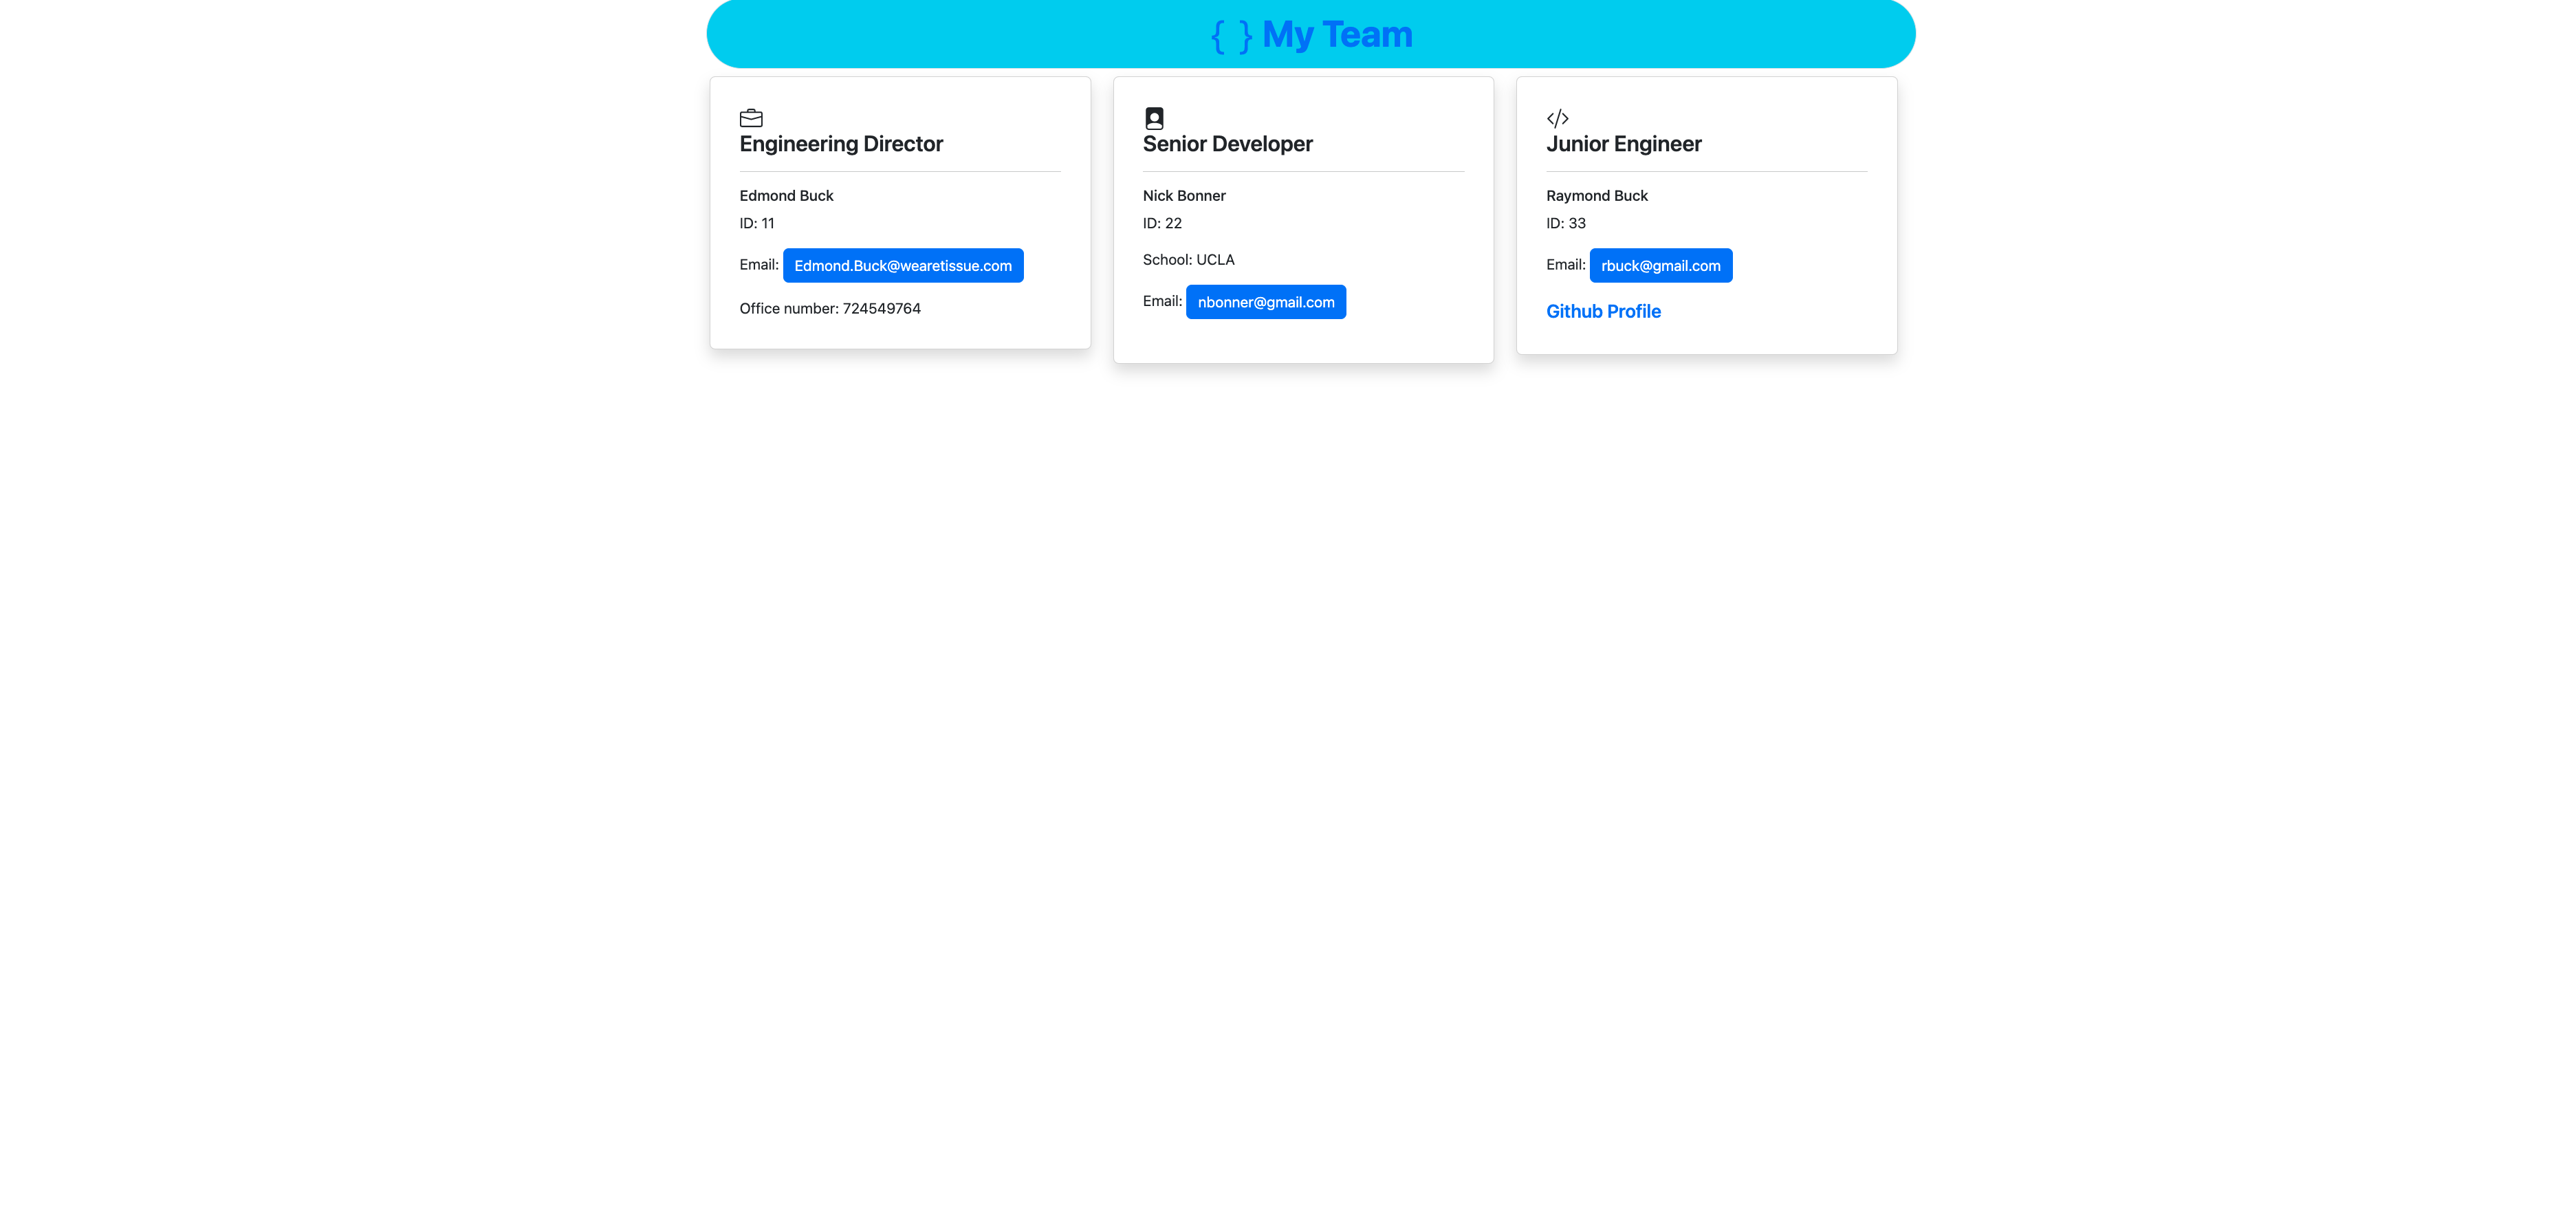 { } My Team
Engineering Director
Edmond Buck
ID: 11
Email: Edmond.Buck@wearetissue.com
Office number: 724549764
Senior Developer
Nick Bonner
ID: 22
School: UCLA
Email: nbonner@gmail.com
Junior Engineer
Raymond Buck
ID: 33
Email: rbuck@gmail.com
Github Profile